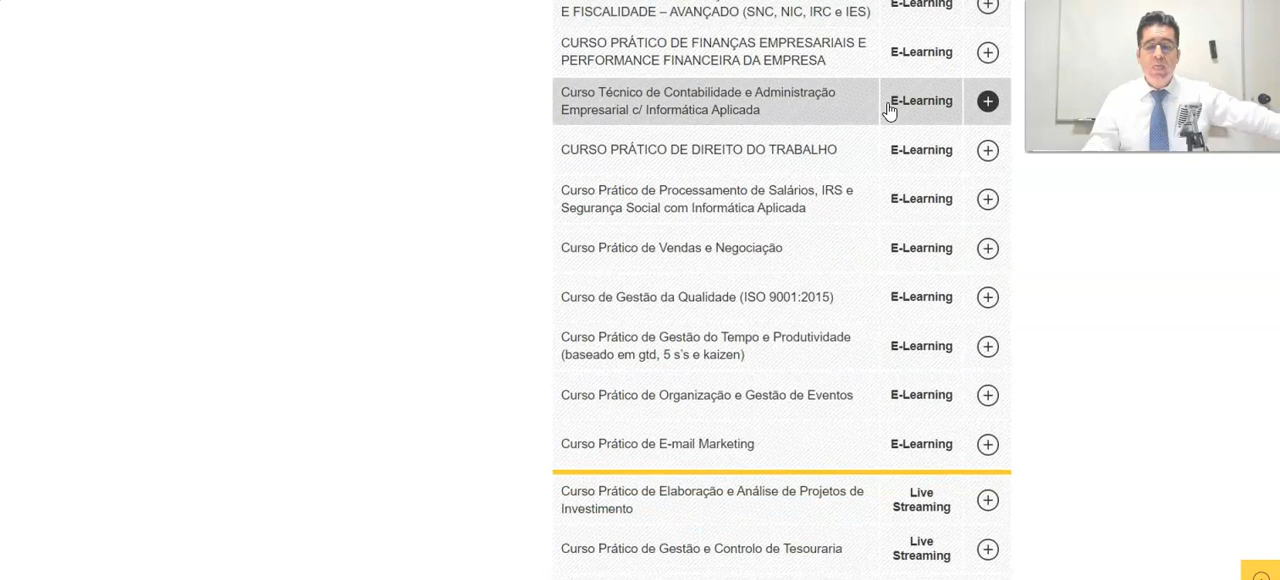 E FISCALIDADE – AVANÇADO (SNC, NIC, IRC e IES)
E-Learning
CURSO PRÁTICO DE FINANÇAS EMPRESARIAIS E
PERFORMANCE FINANCEIRA DA EMPRESA
E-Learning
Curso Técnico de Contabilidade e Administração
Empresarial c/ Informática Aplicada
E-Learning
CURSO PRÁTICO DE DIREITO DO TRABALHO
E-Learning
Curso Prático de Processamento de Salários, IRS e
Segurança Social com Informática Aplicada
E-Learning
Curso Prático de Vendas e Negociação
E-Learning
Curso de Gestão da Qualidade (ISO 9001:2015)
E-Learning
Curso Prático de Gestão do Tempo e Produtividade
(baseado em gtd, 5 s's e kaizen)
E-Learning
Curso Prático de Organização e Gestão de Eventos
E-Learning
Curso Prático de E-mail Marketing
E-Learning
Curso Prático de Elaboração e Análise de Projetos de
Investimento
Live
Streaming
Curso Prático de Gestão e Controlo de Tesouraria
Live
Streaming